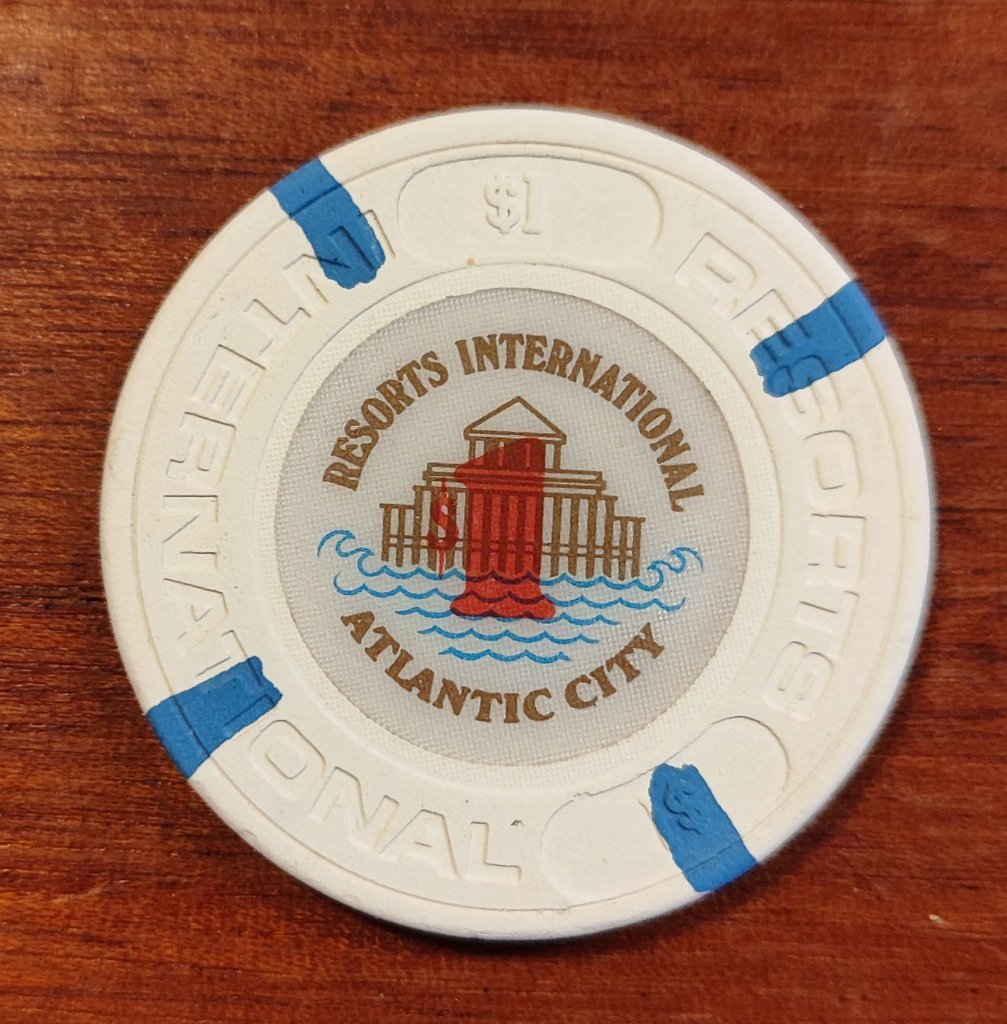 RESORTS INTERNATIONAL
$1
ATLANTIC CITY
$1
RESORTS
$
INTERNATIONAL